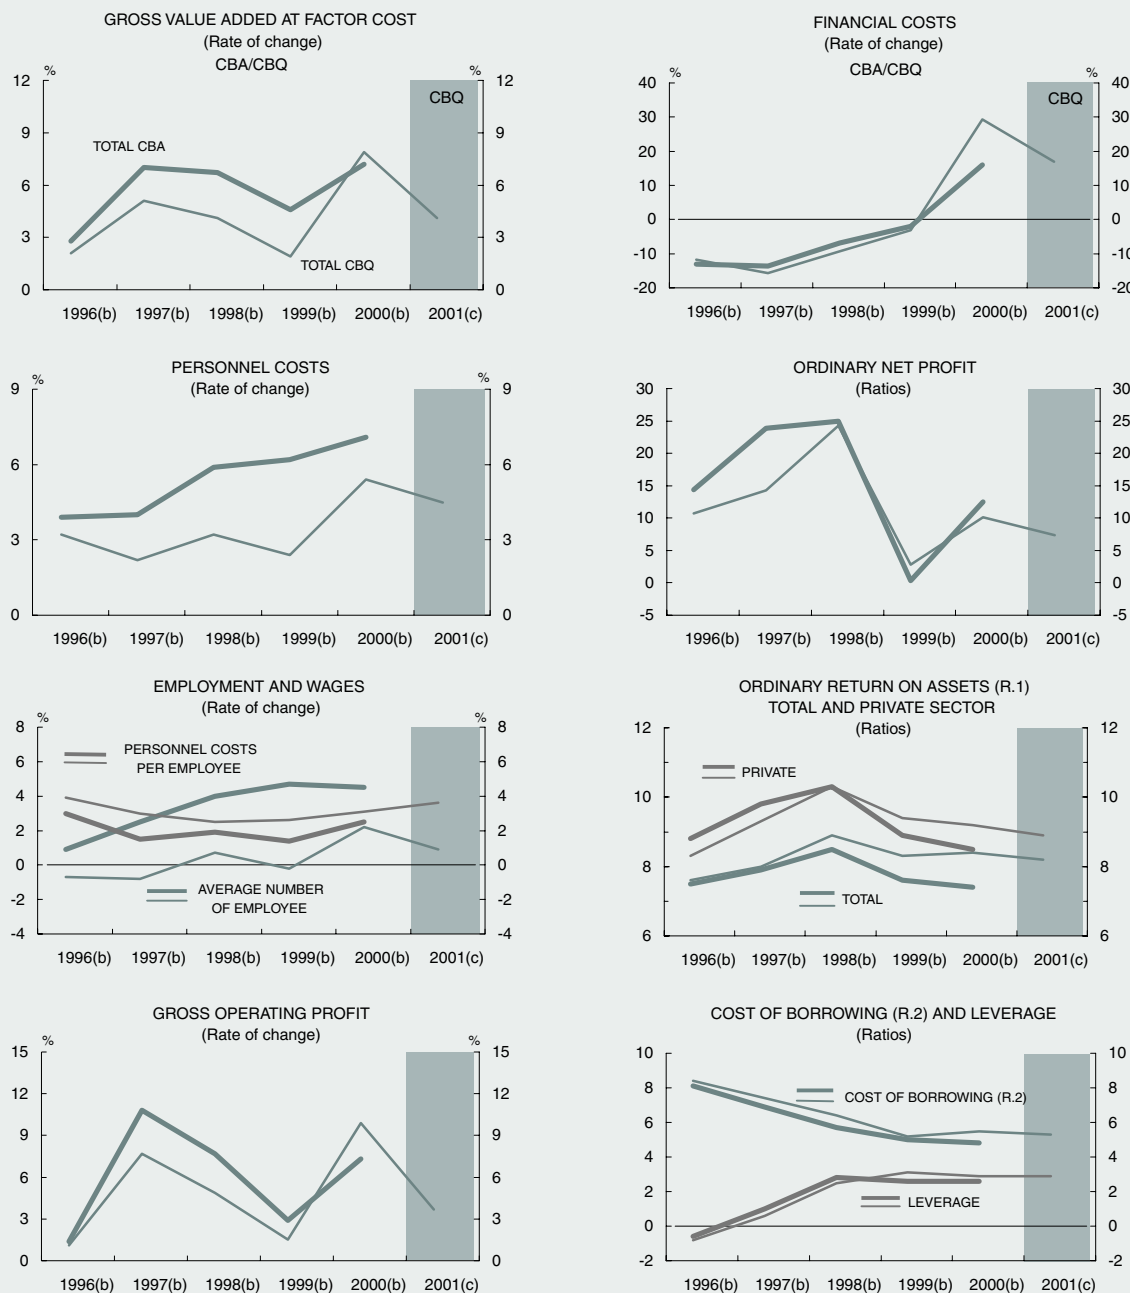 GROSS VALUE ADDED AT FACTOR COST
(Rate of change)
CBA/CBQ
% %
12 12
9 9
6 6
3 3
0 0
CBQ
TOTAL CBA
TOTAL CBQ
1996(b) 1997(b) 1998(b) 1999(b) 2000(b) 2001(c)
FINANCIAL COSTS
(Rate of change)
CBA/CBQ
% %
40 40
30 30
20 20
10 10
0 0
-10 -10
-20 -20
CBQ
1996(b) 1997(b) 1998(b) 1999(b) 2000(b) 2001(c)
PERSONNEL COSTS
(Rate of change)
% %
9 9
6 6
3 3
0 0
1996(b) 1997(b) 1998(b) 1999(b) 2000(b) 2001(c)
ORDINARY NET PROFIT
(Ratios)
30 30
25 25
20 20
15 15
10 10
5 5
0 0
-5 -5
1996(b) 1997(b) 1998(b) 1999(b) 2000(b) 2001(c)
EMPLOYMENT AND WAGES
(Rate of change)
% %
8 8
6 6
4 4
2 2
0 0
-2 -2
-4 -4
PERSONNEL COSTS
PER EMPLOYEE
AVERAGE NUMBER
OF EMPLOYEE
1996(b) 1997(b) 1998(b) 1999(b) 2000(b) 2001(c)
ORDINARY RETURN ON ASSETS (R.1)
TOTAL AND PRIVATE SECTOR
(Ratios)
12 12
10 10
8 8
6 6
PRIVATE
TOTAL
1996(b) 1997(b) 1998(b) 1999(b) 2000(b) 2001(c)
GROSS OPERATING PROFIT
(Rate of change)
% %
15 15
12 12
9 9
6 6
3 3
0 0
1996(b) 1997(b) 1998(b) 1999(b) 2000(b) 2001(c)
COST OF BORROWING (R.2) AND LEVERAGE
(Ratios)
10 10
8 8
6 6
4 4
2 2
0 0
-2 -2
COST OF BORROWING (R.2)
LEVERAGE
1996(b) 1997(b) 1998(b) 1999(b) 2000(b) 2001(c)